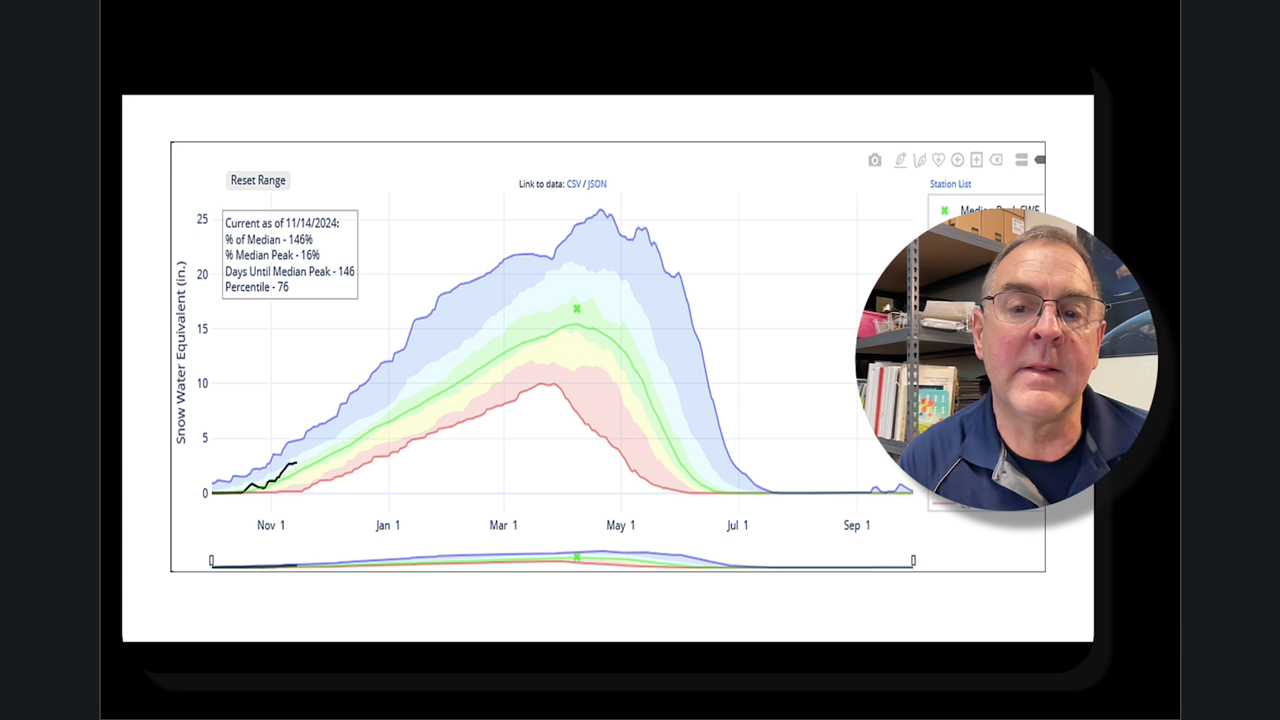 Reset Range
Link to data: CSV / JSON
Station List
Current as of 11/14/2024:
% of Median - 146%
% Median Peak - 16%
Days Until Median Peak - 146
Percentile - 76
Snow Water Equivalent (in.)
25
20
15
10
5
0
Nov 1
Jan 1
Mar 1
May 1
Jul 1
Sep 1